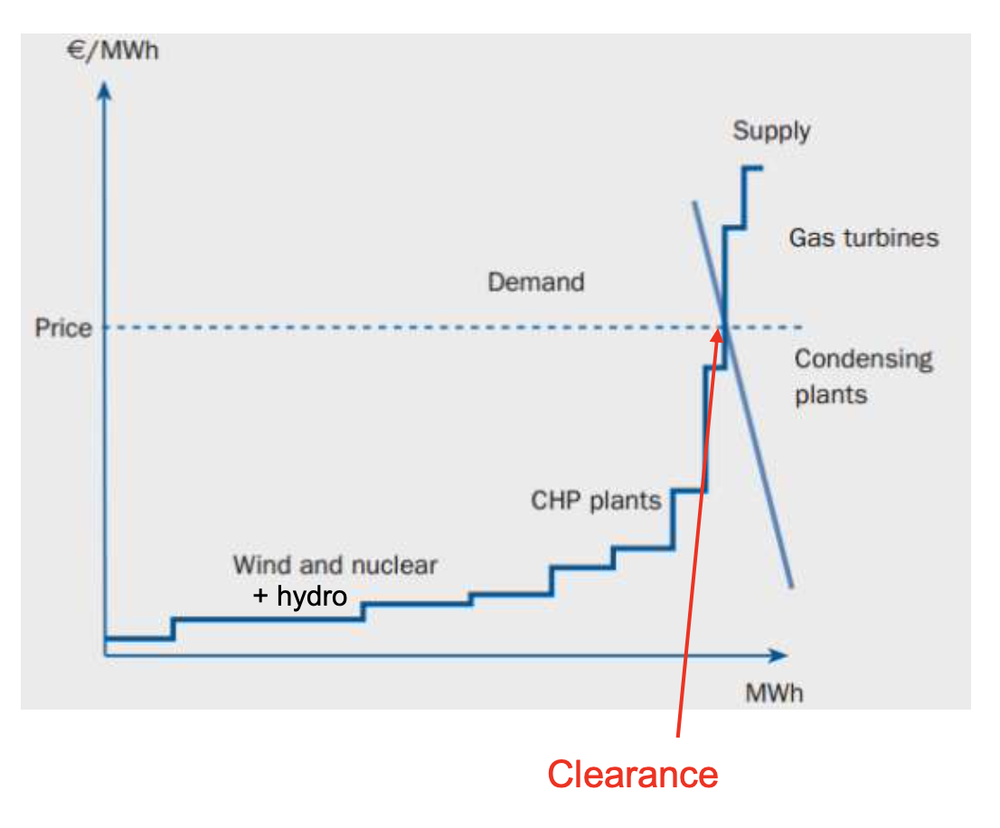 €/MWh
Supply
Gas turbines
Demand
Price
Condensing
plants
CHP plants
Wind and nuclear
+ hydro
MWh
Clearance